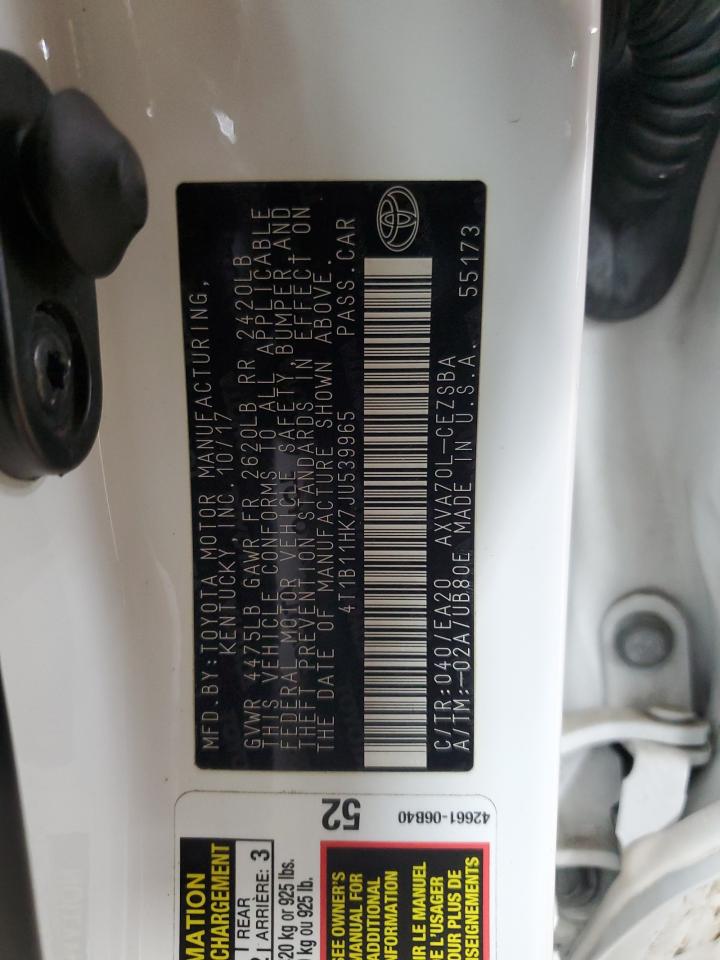 MFD.BY:TOYOTA MOTOR MANUFACTURING,
KENTUCKY, INC. 10/17
GVWR 4475LB GAWR FR 2620LB RR 2420LB
THIS VEHICLE CONFORMS TO ALL APPLICABLE
FEDERAL MOTOR VEHICLE SAFETY, BUMPER, AND
THEFT PREVENTION STANDARDS IN EFFECT ON
THE DATE OF MANUFACTURE SHOWN ABOVE.
4T1B11HK7JU539965 PASS.CAR
C/TR:040/EA20 AXVA70L-CEZSBA 55173
A/TM:-02A/UB80E MADE IN U.S.A.
52
42661-06B40
MATION
CHARGEMENT
REAR
ARRIÈRE: 3
420 kg or 925 lbs.
kg ou 925 lb.
SEE OWNER'S
MANUAL FOR
ADDITIONAL
INFORMATION
LE MANUEL
DE L'USAGER
POUR PLUS DE